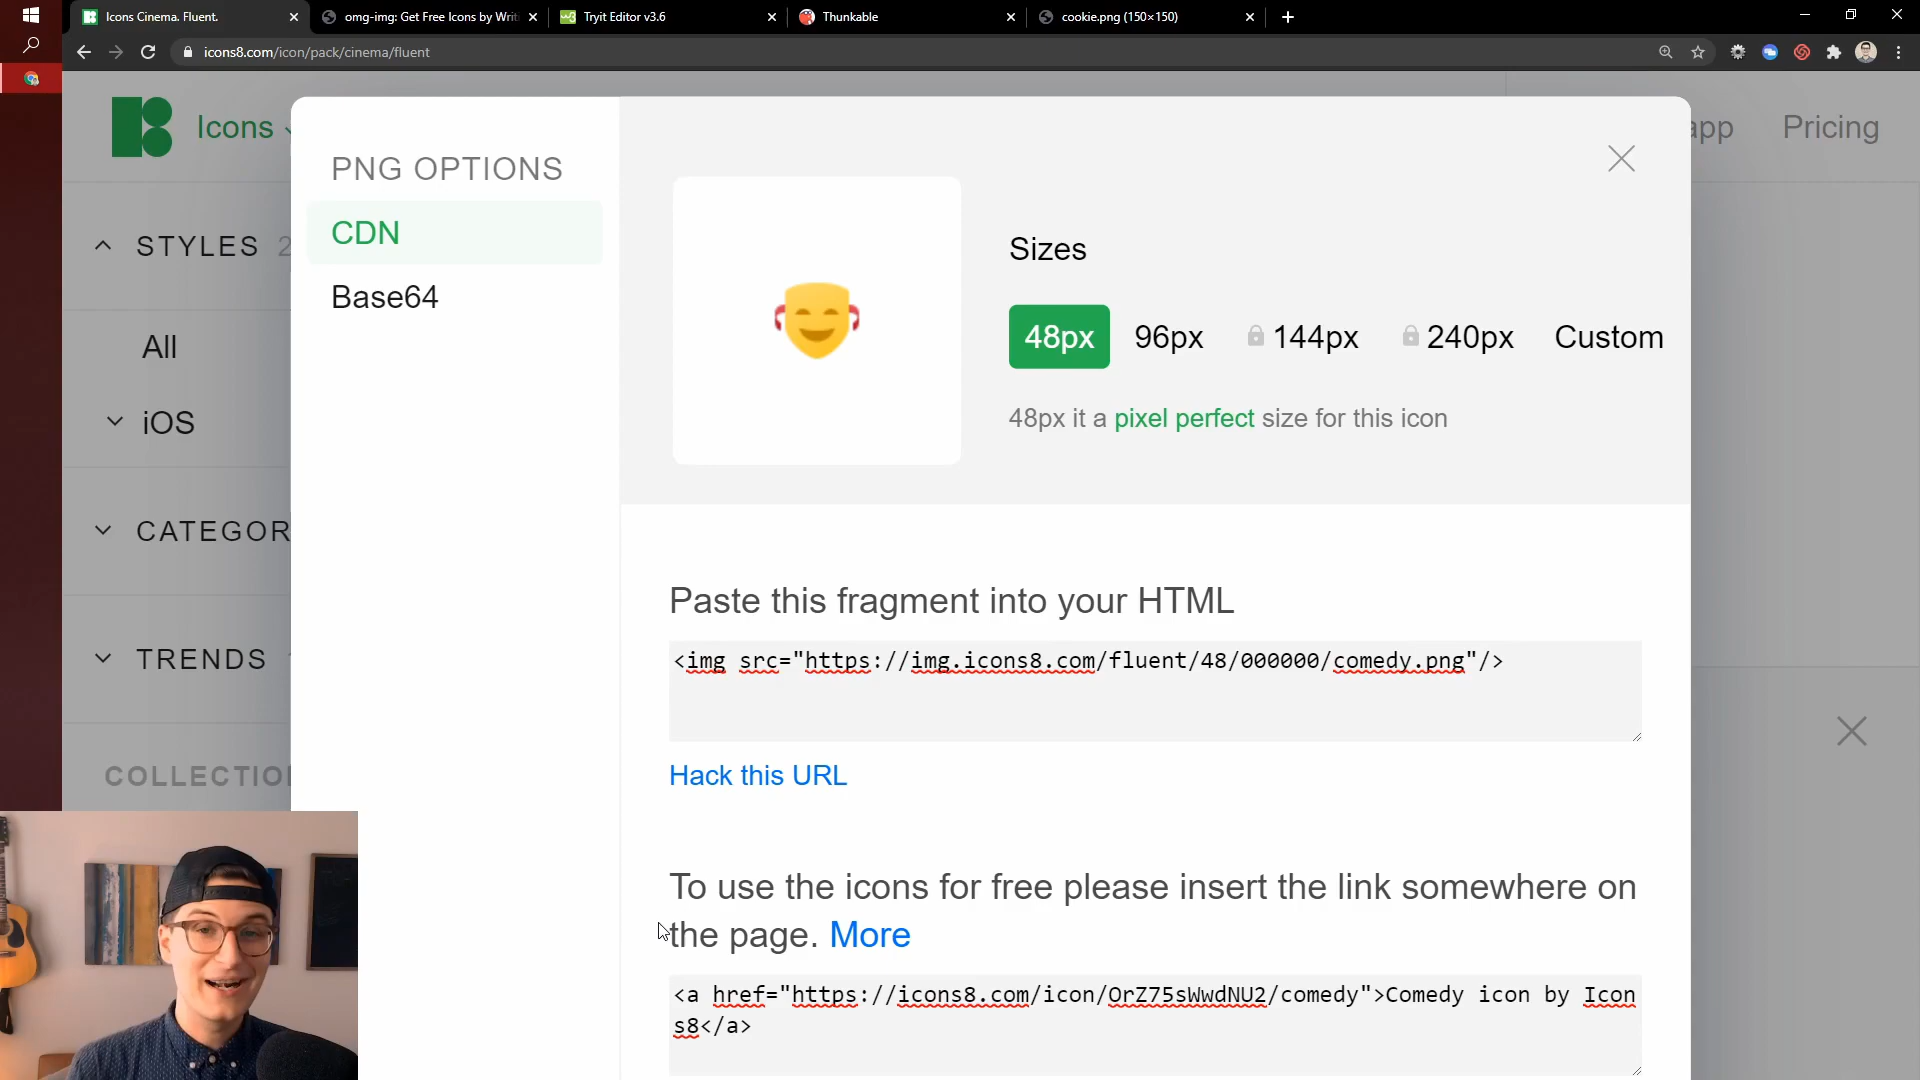 Icons Cinema. Fluent.
omg-img: Get Free Icons by Writi
Tryit Editor v3.6
Thunkable
cookie.png (150×150)
icons8.com/icon/pack/cinema/fluent
Icons
app
Pricing
PNG OPTIONS
CDN
Base64
STYLES 2
All
iOS
CATEGOR
TRENDS
COLLECTIO
Sizes
48px
96px
144px
240px
Custom
48px it a pixel perfect size for this icon
Paste this fragment into your HTML
<img src="https://img.icons8.com/fluent/48/000000/comedy.png"/>
Hack this URL
To use the icons for free please insert the link somewhere on
the page. More
<a href="https://icons8.com/icon/OrZ75sWwdNU2/comedy">Comedy icon by Icon
s8</a>